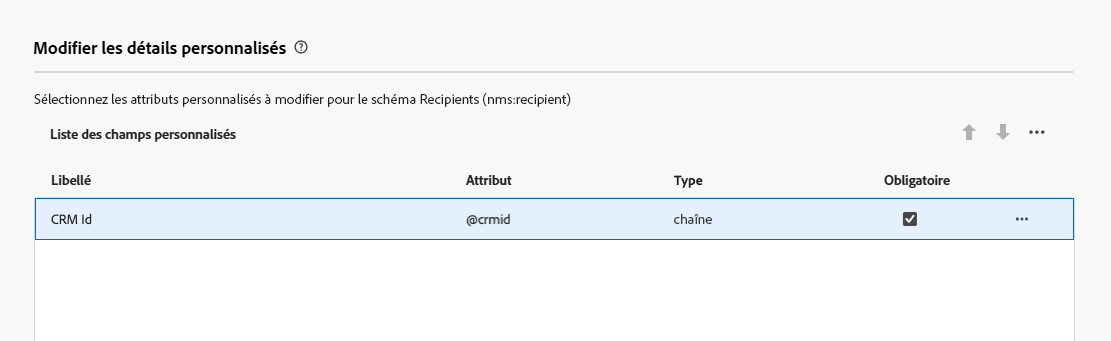 Modifier les détails personnalisés
Sélectionnez les attributs personnalisés à modifier pour le schéma Recipients (nms:recipient)
Liste des champs personnalisés
Libellé Attribut Type Obligatoire
CRM Id @crmid chaîne